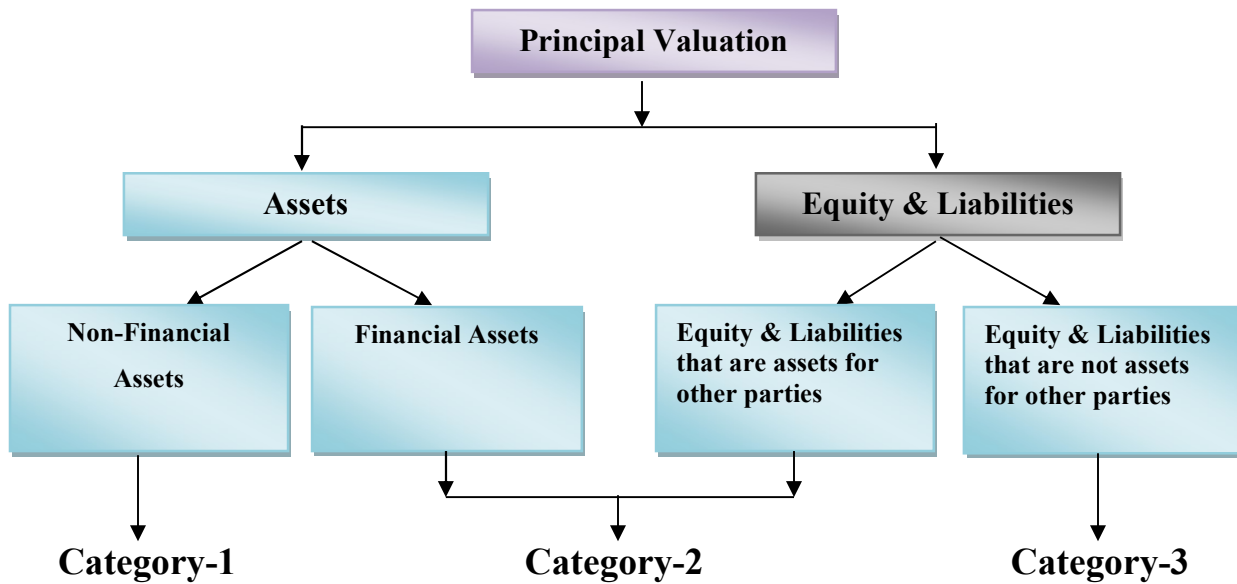 Principal Valuation
Assets
Equity & Liabilities
Non-Financial
Assets
Financial Assets
Equity & Liabilities
that are assets for
other parties
Equity & Liabilities
that are not assets
for other parties
Category-1
Category-2
Category-3